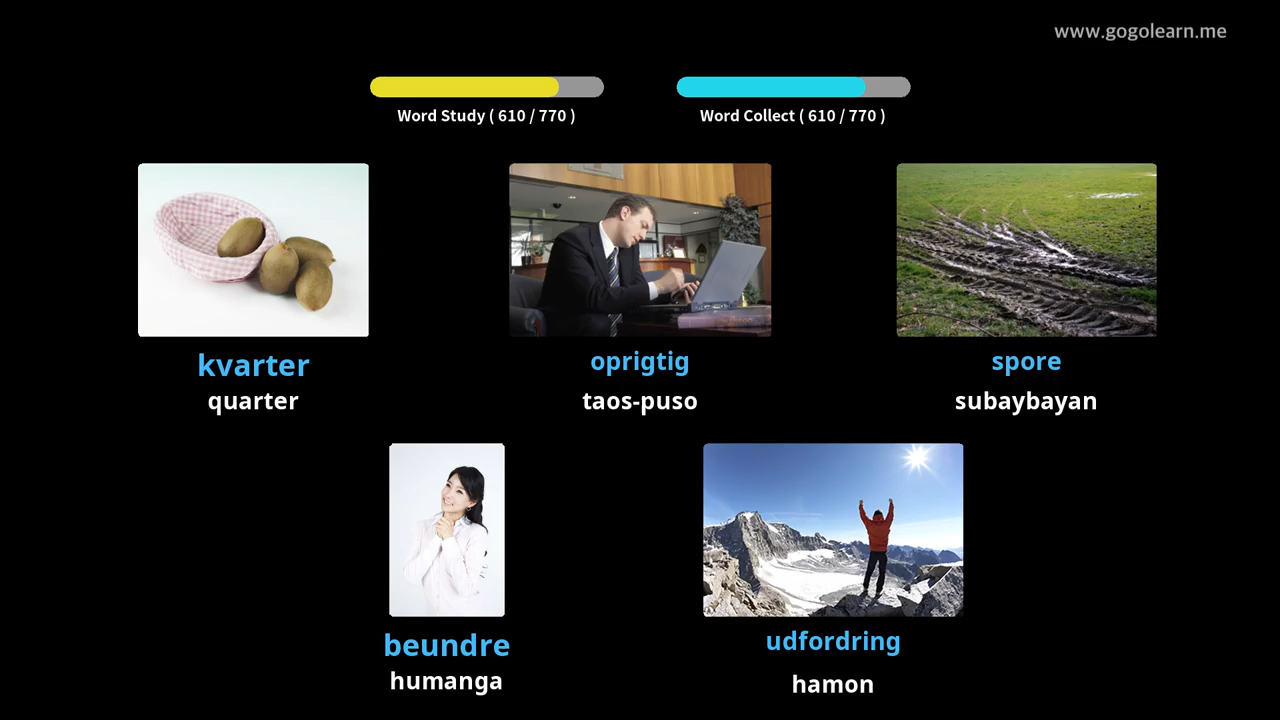 www.gogolearn.me
Word Study ( 610 / 770 )
Word Collect ( 610 / 770 )
kvarter
quarter
oprigtig
taos-puso
spore
subaybayan
beundre
humanga
udfordring
hamon